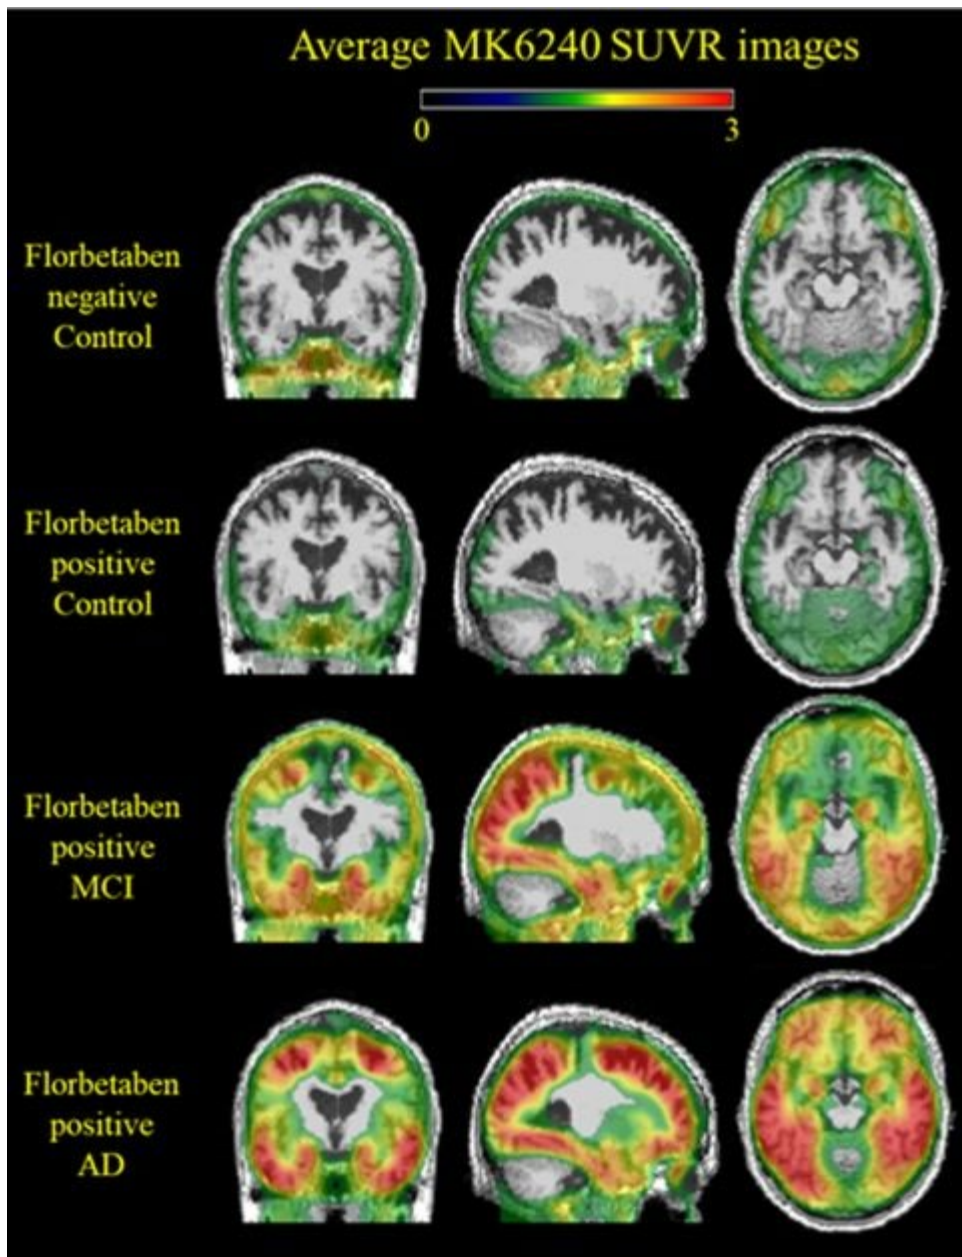 Average MK6240 SUVR images
0
3
Florbetaben
negative
Control
Florbetaben
positive
Control
Florbetaben
positive
MCI
Florbetaben
positive
AD